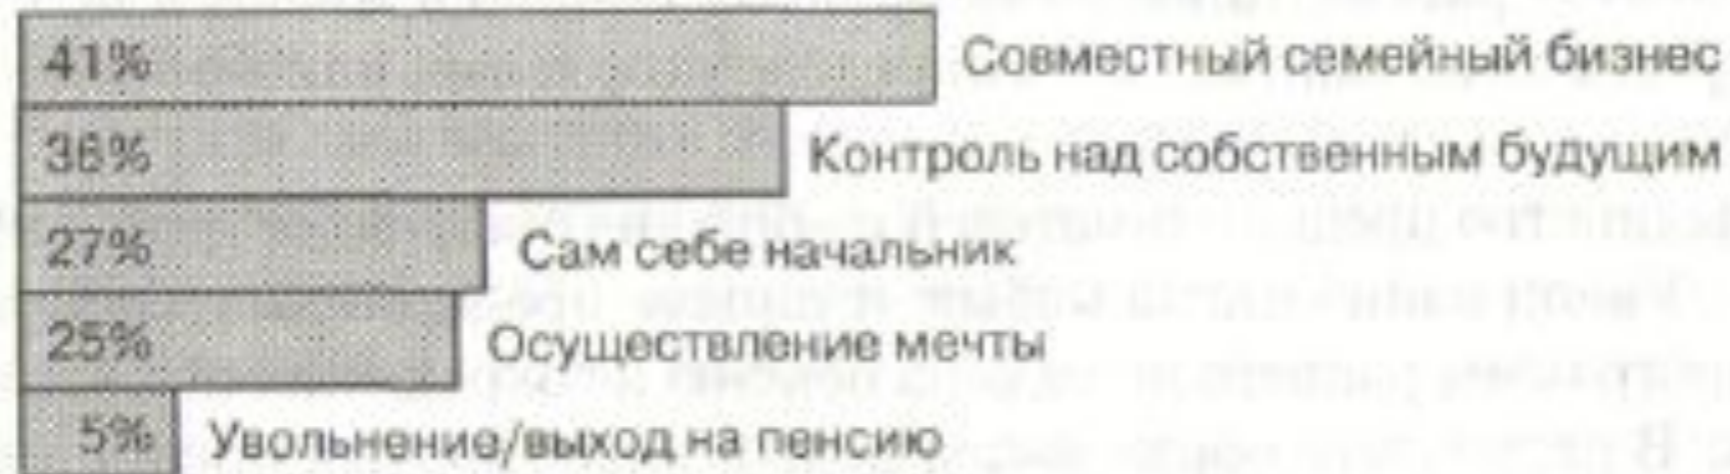 41% Совместный семейный бизнес
36% Контроль над собственным будущим
27% Сам себе начальник
25% Осуществление мечты
5% Увольнение/выход на пенсию